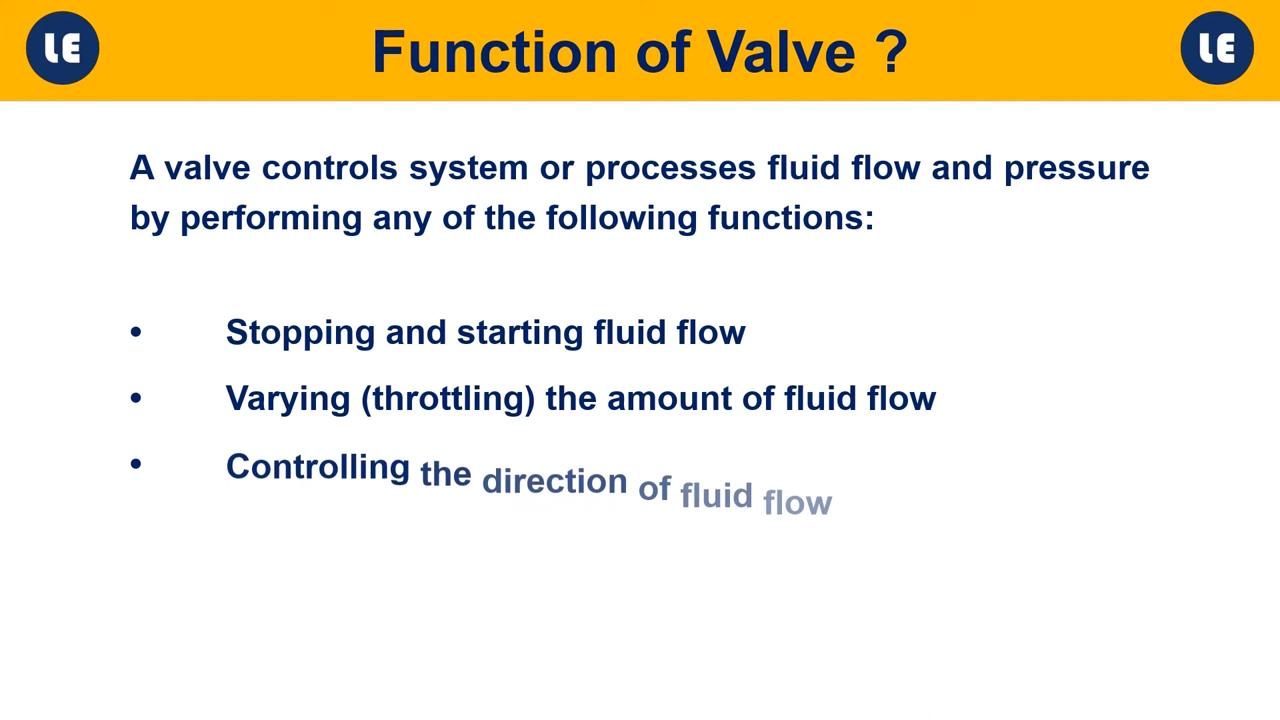 LE
Function of Valve ?
LE
A valve controls system or processes fluid flow and pressure
by performing any of the following functions:
• Stopping and starting fluid flow
• Varying (throttling) the amount of fluid flow
• Controlling the direction of fluid flow